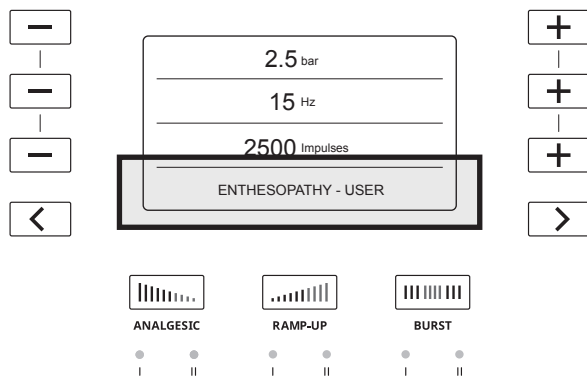 2.5 bar
15 Hz
2500 Impulses
ENTHESOPATHY - USER
ANALGESIC RAMP-UP BURST
I II I II I II